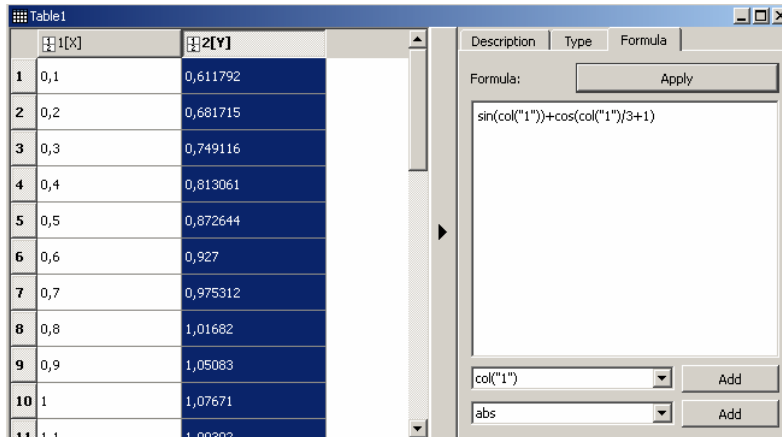 Table1
1[X] 2[Y]
1 0,1 0,611792
2 0,2 0,681715
3 0,3 0,749116
4 0,4 0,813061
5 0,5 0,872644
6 0,6 0,927
7 0,7 0,975312
8 0,8 1,01682
9 0,9 1,05083
10 1 1,07671
Description Type Formula
Formula: Apply
sin(col("1"))+cos(col("1")/3+1)
col("1") Add
abs Add